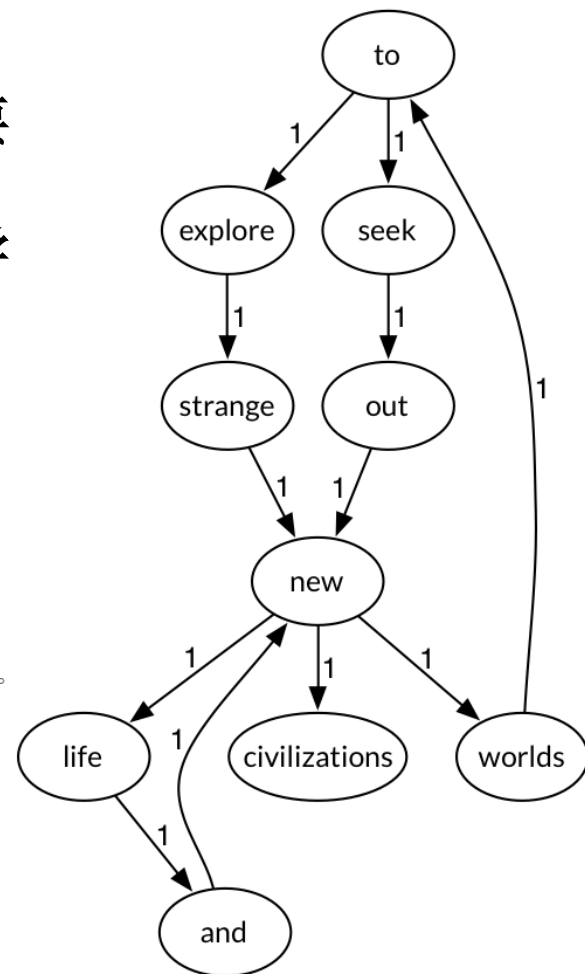 to
1
1
explore
seek
1
1
1
strange
out
1
1
new
1
1
1
1
life
civilizations
worlds
1
and